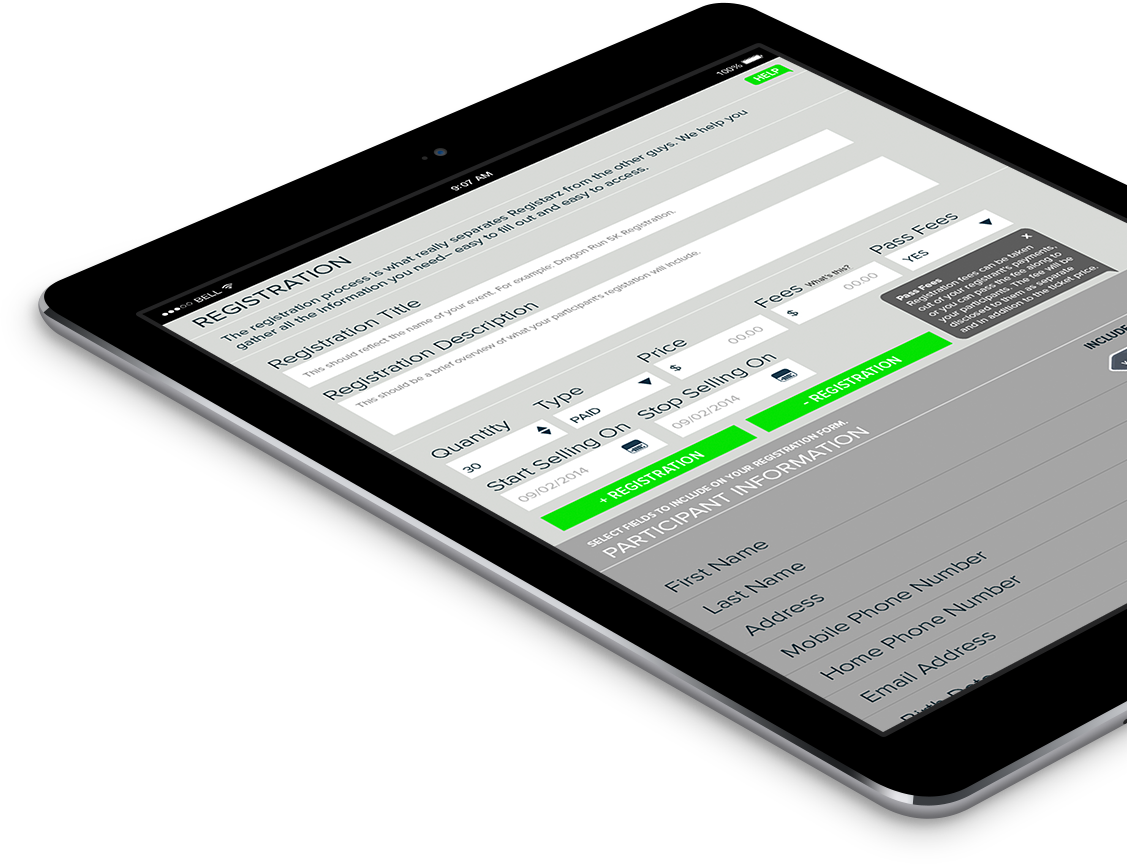 ●●●○○ BELL
9:07 AM
100%
HELP
REGISTRATION
The registration process is what really separates Registarz from the other guys. We help you
gather all the information you need– easy to fill out and easy to access.
Registration Title
This should reflect the name of your event. For example: Dragon Run 5K Registration.
Registration Description
This should be a brief overview of what your participant's registration will include.
Quantity
Type
Price
Fees What's this?
Pass Fees
30
PAID
$ 00.00
$ 00.00
YES
Start Selling On
Stop Selling On
09/02/2014
09/02/2014
Pass Fees
Registration fees can be taken
out of your registrant's payments,
or you can pass the fee along to
your participants. The fee will be
disclosed to them as separate
and in addition to the ticket price.
+ REGISTRATION
- REGISTRATION
SELECT FIELDS TO INCLUDE ON YOUR REGISTRATION FORM.
PARTICIPANT INFORMATION
INCLUDE
First Name
Last Name
Address
Mobile Phone Number
Home Phone Number
Email Address
Birth Date